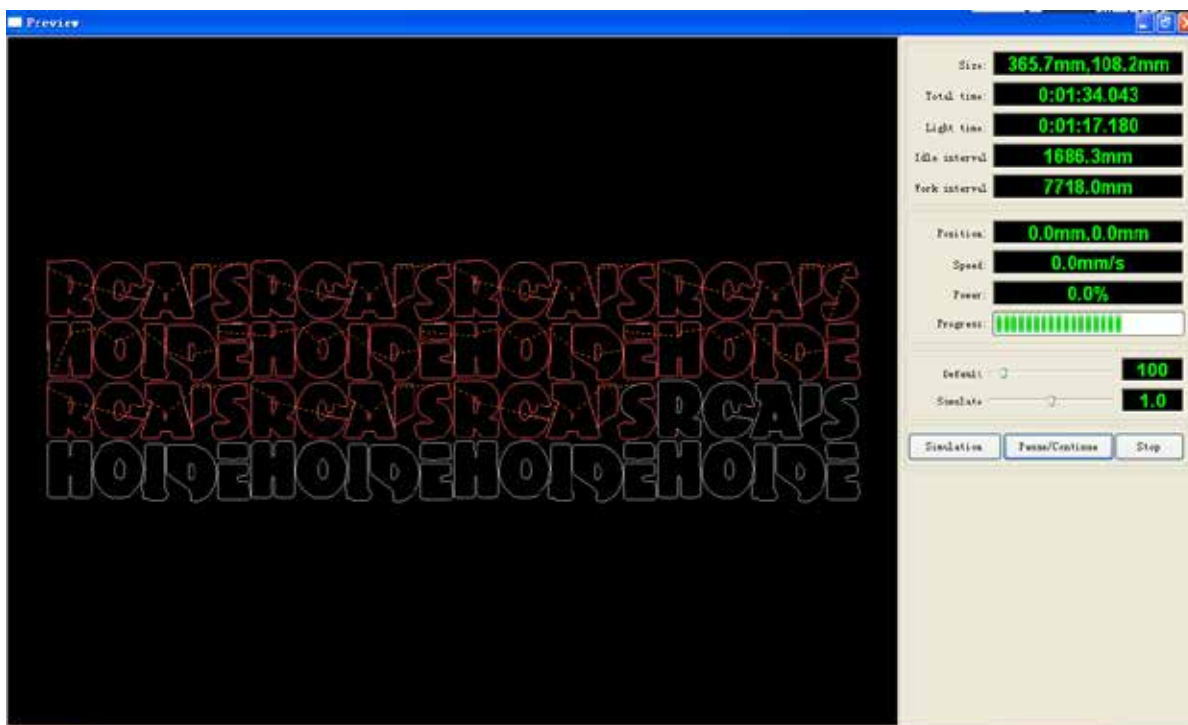 Preview
Size: 365.7mm,108.2mm
Total time: 0:01:34.043
Light time: 0:01:17.180
Idle interval 1686.3mm
Work interval 7718.0mm
Position: 0.0mm,0.0mm
Speed: 0.0mm/s
Power: 0.0%
Progress:
Default 100
Simulate 1.0
Simulation Pause/Continue Stop
RCA'SRCA'SRCA'SRCA'S
HOIDEHOIDEHOIDEHOIDE
RCA'SRCA'SRCA'SRCA'S
HOIDEHOIDEHOIDEHOIDE